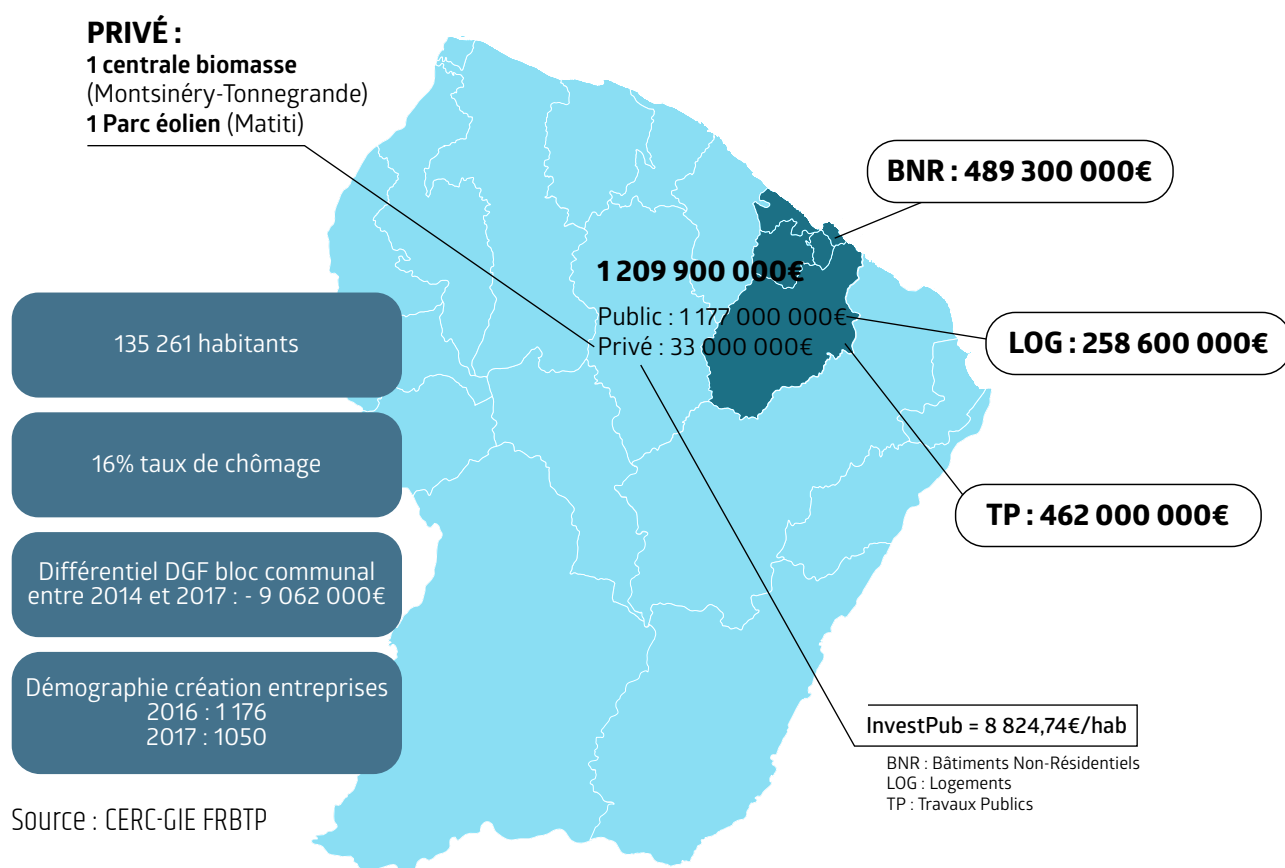 PRIVÉ :
1 centrale biomasse
(Montsinéry-Tonnegrande)
1 Parc éolien (Matiti)
BNR : 489 300 000€
1 209 900 000€
Public : 1 177 000 000€
Privé : 33 000 000€
LOG : 258 600 000€
TP : 462 000 000€
135 261 habitants
16% taux de chômage
Différentiel DGF bloc communal
entre 2014 et 2017 : - 9 062 000€
Démographie création entreprises
2016 : 1 176
2017 : 1050
InvestPub = 8 824,74€/hab
BNR : Bâtiments Non-Résidentiels
LOG : Logements
TP : Travaux Publics
Source : CERC-GIE FRBTP